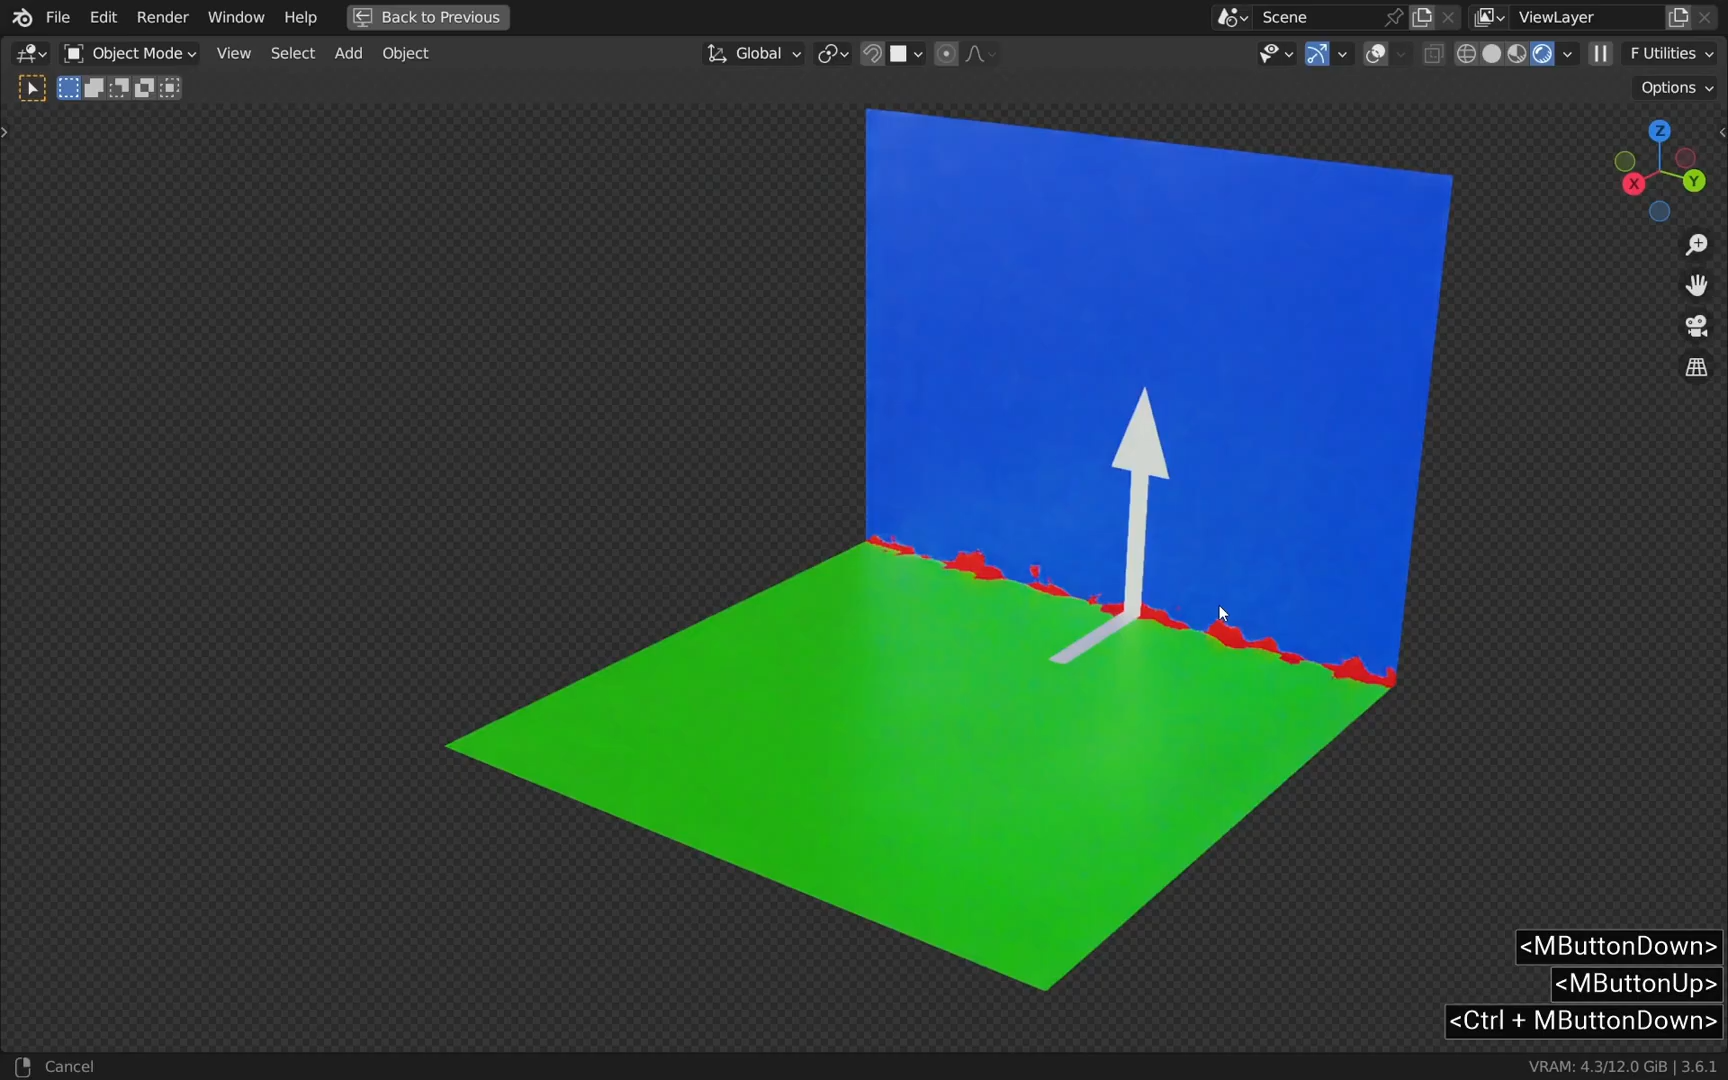 File Edit Render Window Help Back to Previous Scene ViewLayer
Object Mode View Select Add Object Global F Utilities
Options
Z
X Y
<MButtonDown>
<MButtonUp>
<Ctrl + MButtonDown>
Cancel VRAM: 4.3/12.0 GiB | 3.6.1